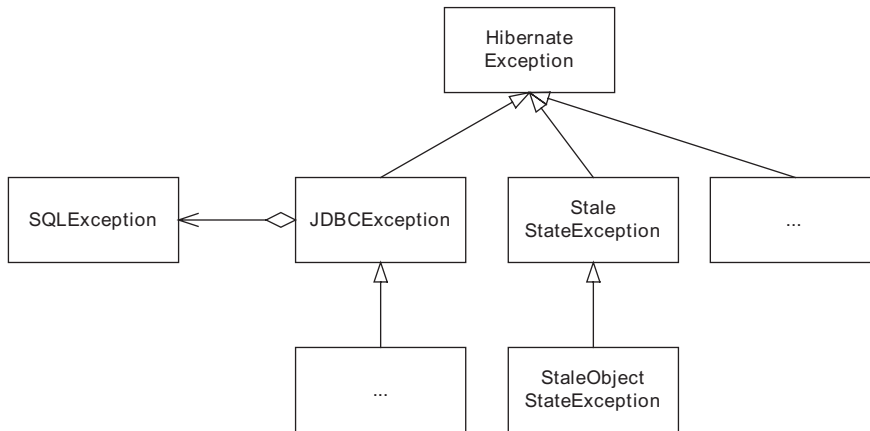 Hibernate
Exception
SQLException
JDBCException
Stale
StateException
...
...
StaleObject
StateException